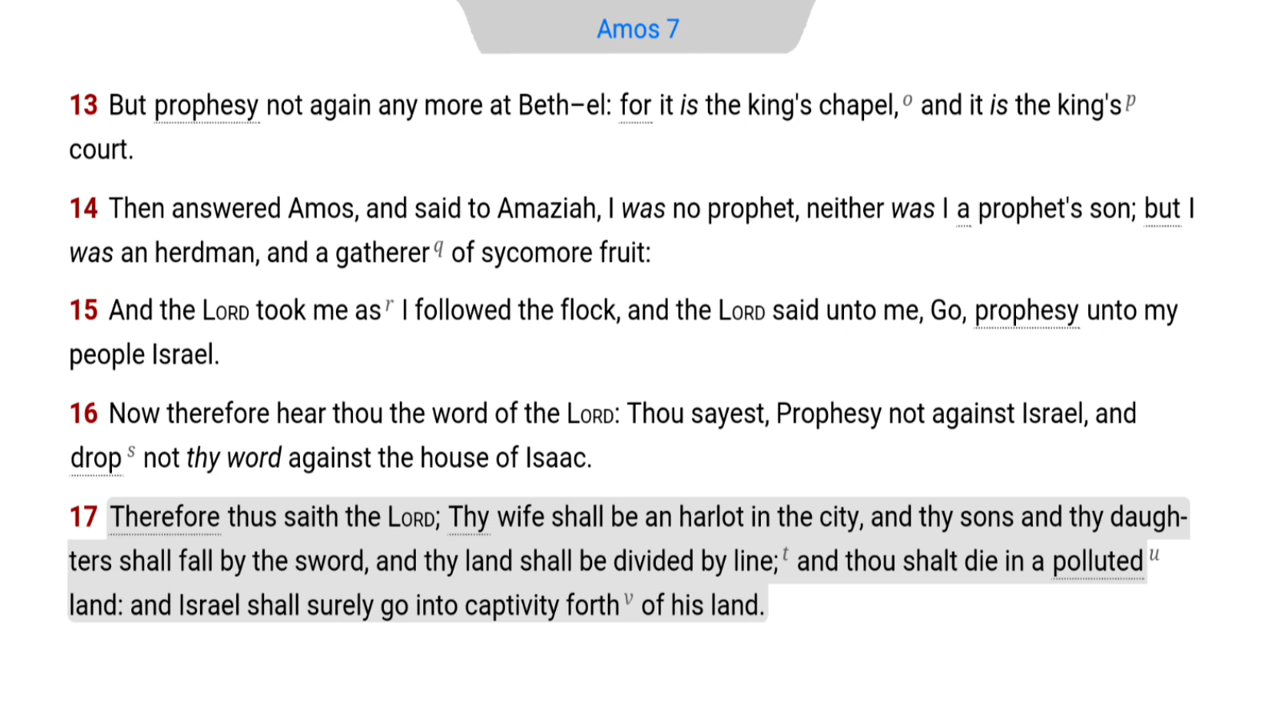 Amos 7
13 But prophesy not again any more at Beth-el: for it is the king's chapel,o and it is the king'sp
court.
14 Then answered Amos, and said to Amaziah, I was no prophet, neither was I a prophet's son; but I
was an herdman, and a gathererq of sycomore fruit:
15 And the LORD took me asr I followed the flock, and the LORD said unto me, Go, prophesy unto my
people Israel.
16 Now therefore hear thou the word of the LORD: Thou sayest, Prophesy not against Israel, and
drops not thy word against the house of Isaac.
17 Therefore thus saith the LORD; Thy wife shall be an harlot in the city, and thy sons and thy daugh-
ters shall fall by the sword, and thy land shall be divided by line;t and thou shalt die in a pollutedu
land: and Israel shall surely go into captivity forthv of his land.